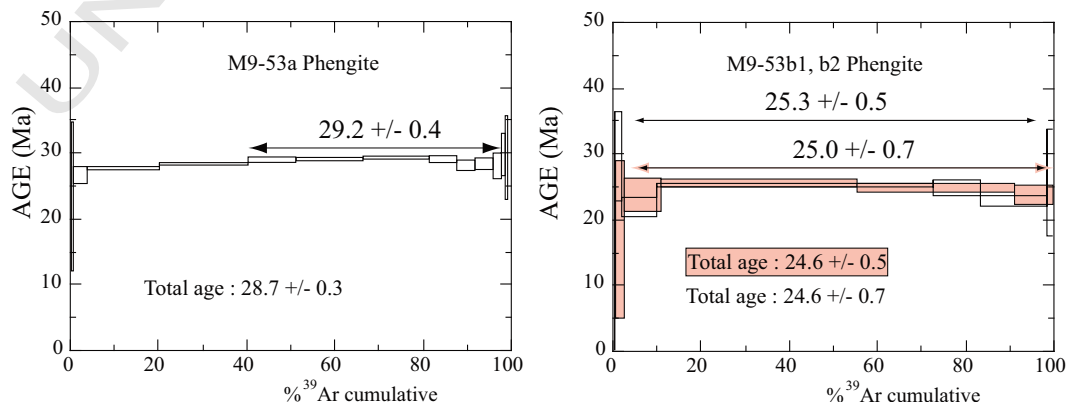 UN
50
40
30
20
10
0
AGE (Ma)
M9-53a Phengite
29.2 +/- 0.4
Total age : 28.7 +/- 0.3
0 20 40 60 80 100
% 39Ar cumulative
50
40
30
20
10
0
AGE (Ma)
M9-53b1, b2 Phengite
25.3 +/- 0.5
25.0 +/- 0.7
Total age : 24.6 +/- 0.5
Total age : 24.6 +/- 0.7
0 20 40 60 80 100
% 39Ar cumulative